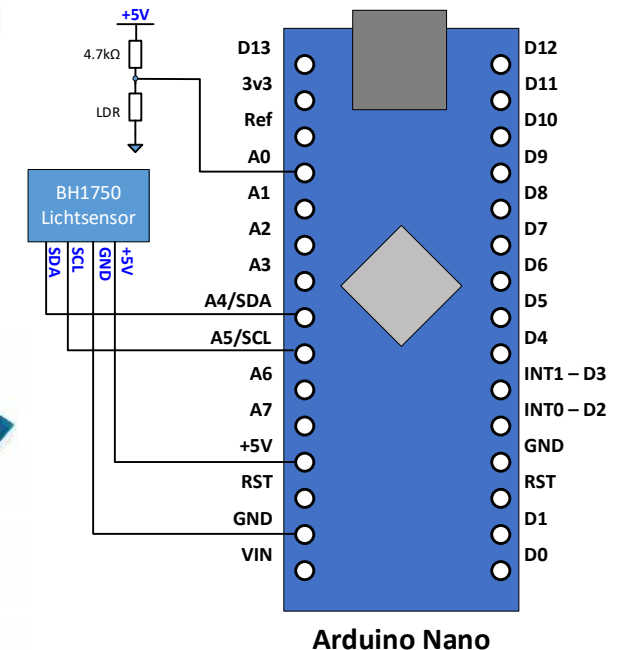 +5V
4.7kΩ
LDR
BH1750
Lichtsensor
SDA
SCL
GND
+5V
D13
3v3
Ref
A0
A1
A2
A3
A4/SDA
A5/SCL
A6
A7
+5V
RST
GND
VIN
D12
D11
D10
D9
D8
D7
D6
D5
D4
INT1 – D3
INT0 – D2
GND
RST
D1
D0
Arduino Nano